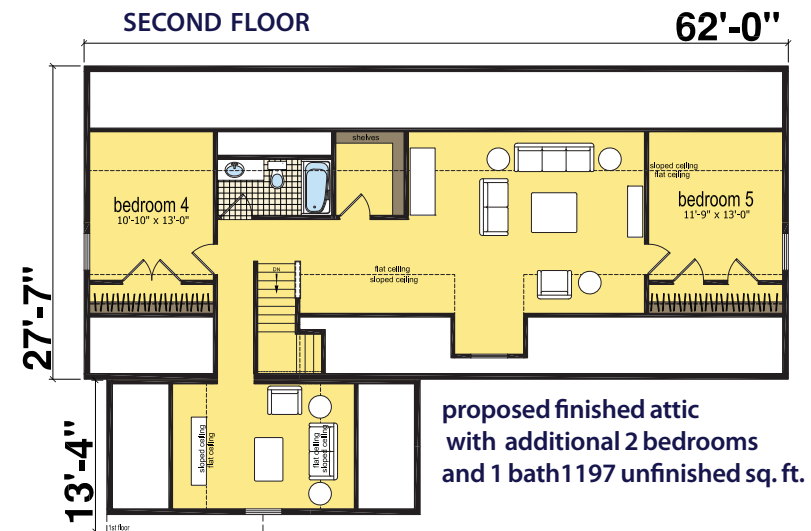 SECOND FLOOR
62'-0"
27'-7"
shelves
bedroom 4
10'-10" x 13'-0"
sloped ceiling
flat ceiling
bedroom 5
11'-9" x 13'-0"
DN
flat ceiling
sloped ceiling
13'-4"
sloped ceiling
flat ceiling
flat ceiling
sloped ceiling
proposed finished attic
with additional 2 bedrooms
and 1 bath1197 unfinished sq. ft.
1st floor